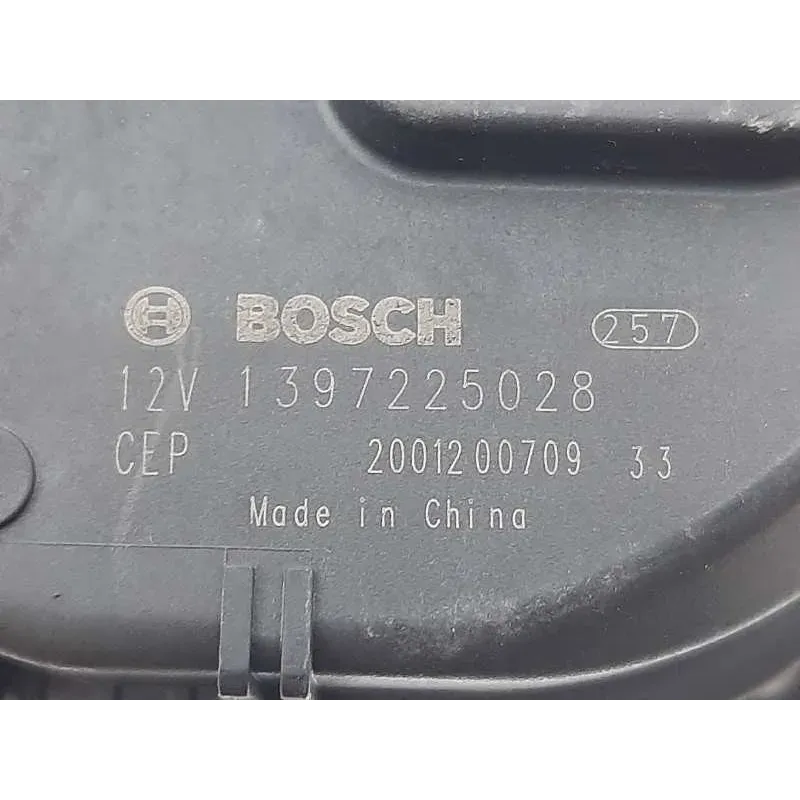 BOSCH 257
12V 1397225028
CEP 2001200709 33
Made in China